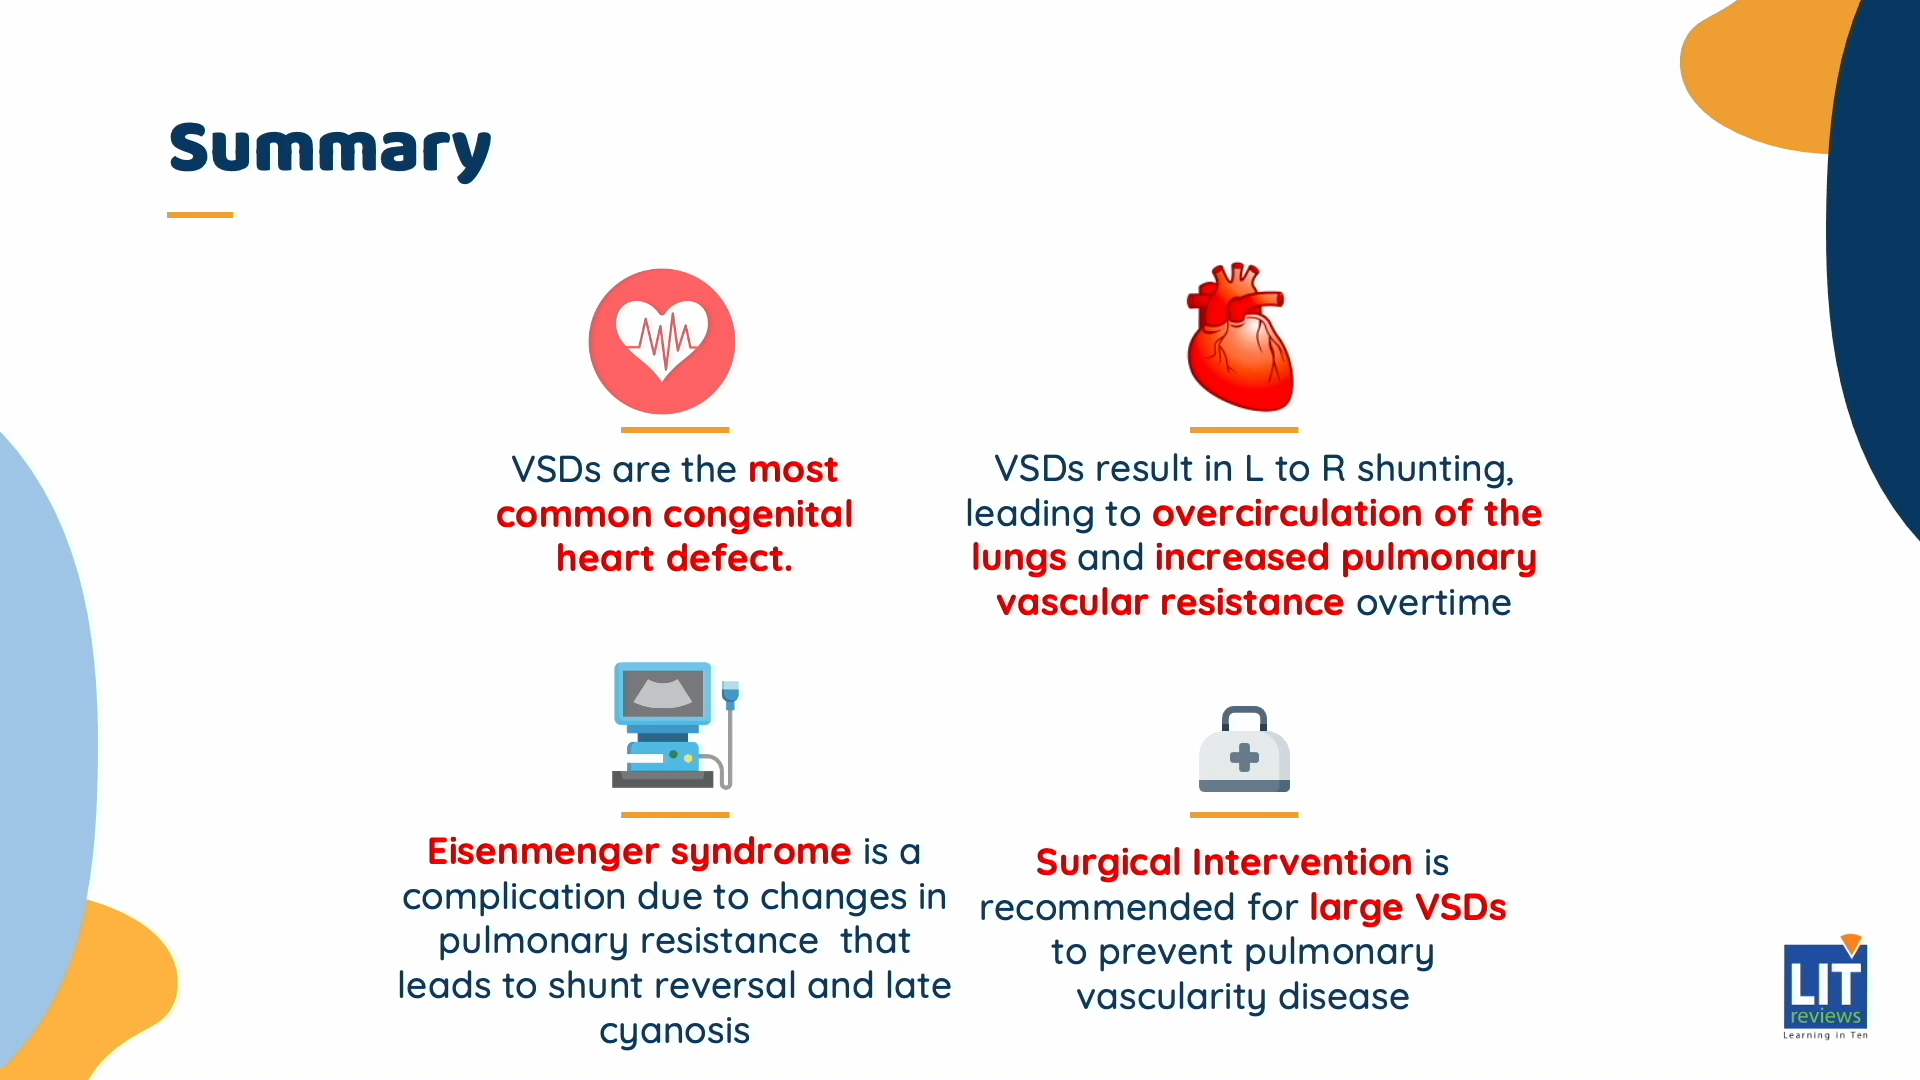 Summary
VSDs are the most
common congenital
heart defect.
VSDs result in L to R shunting,
leading to overcirculation of the
lungs and increased pulmonary
vascular resistance overtime
Eisenmenger syndrome is a
complication due to changes in
pulmonary resistance  that
leads to shunt reversal and late
cyanosis
Surgical Intervention is
recommended for large VSDs
to prevent pulmonary
vascularity disease
LIT
reviews
Learning in Ten